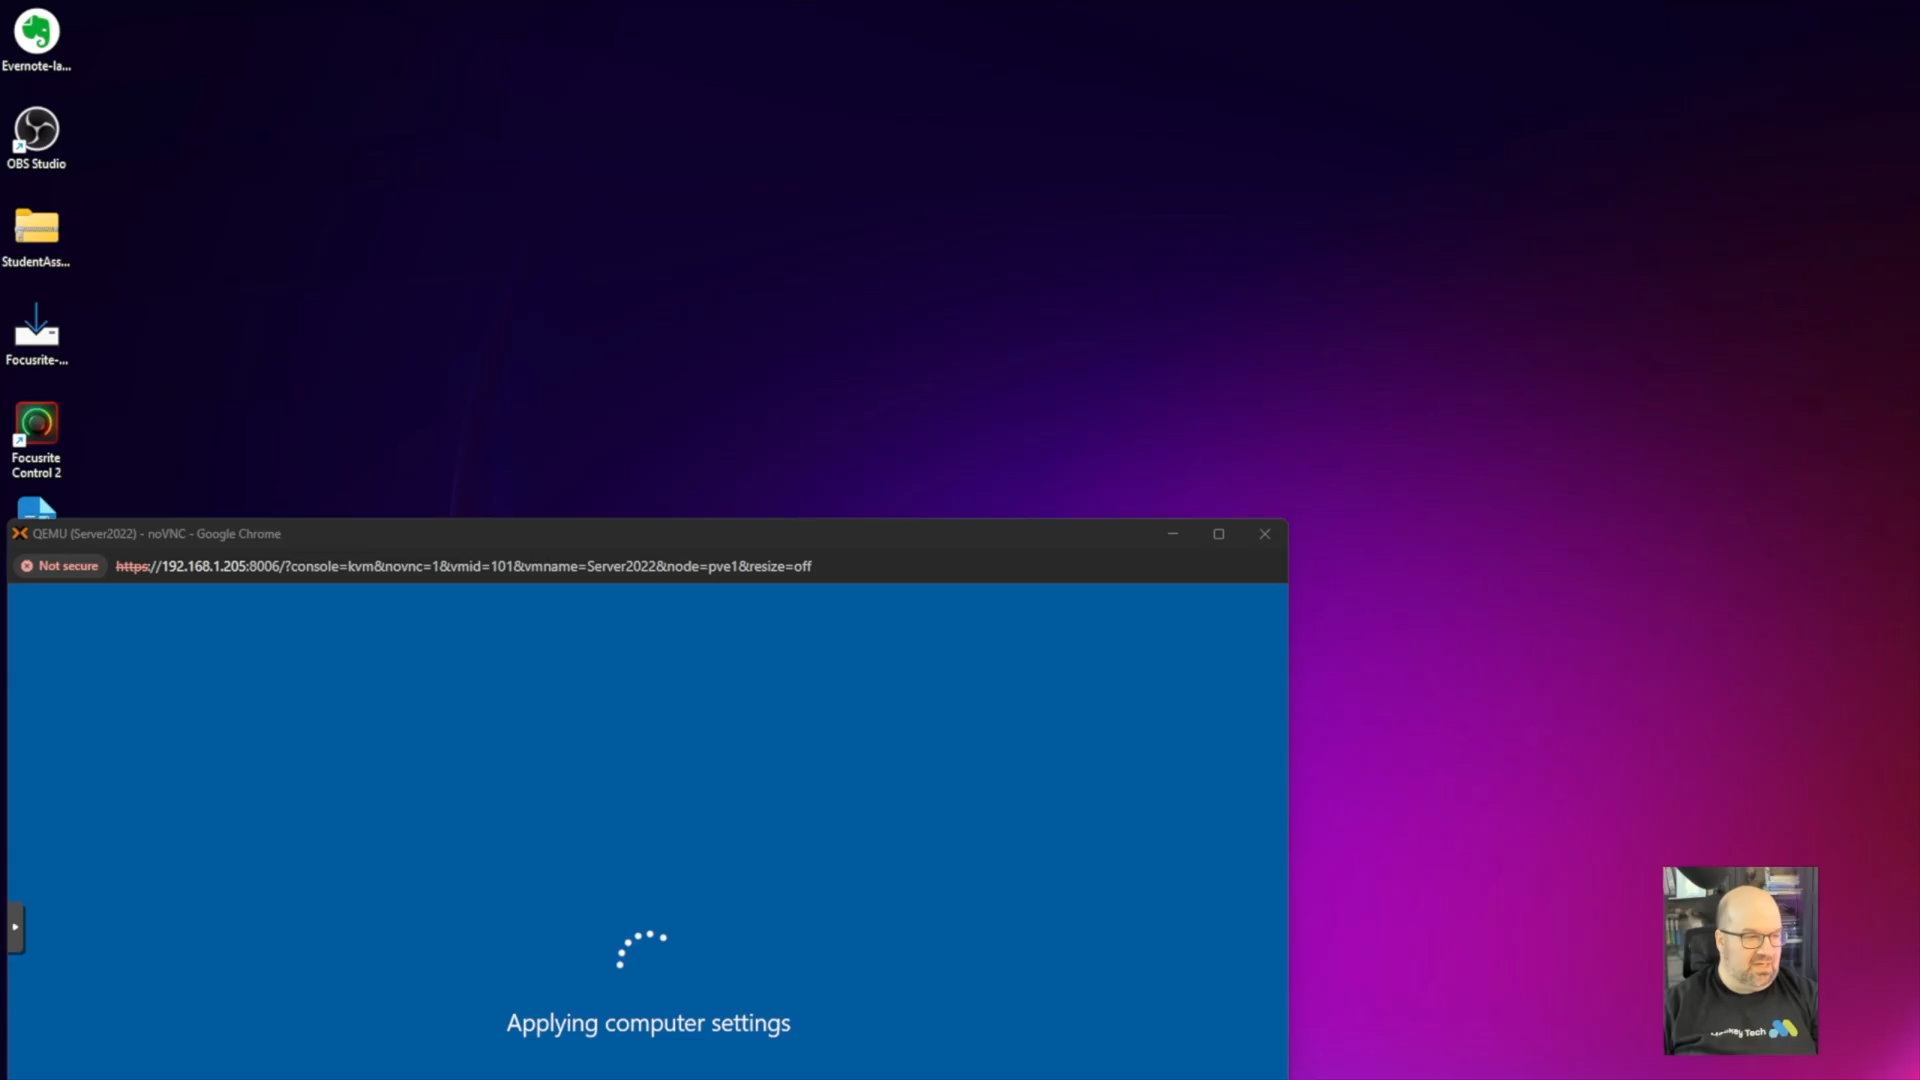 Evernote-la...
OBS Studio
StudentAss...
Focusrite-...
Focusrite
Control 2
QEMU (Server2022) - noVNC - Google Chrome
Not secure https://192.168.1.205:8006/?console=kvm&novnc=1&vmid=101&vmname=Server2022&node=pve1&resize=off
Applying computer settings
Tech